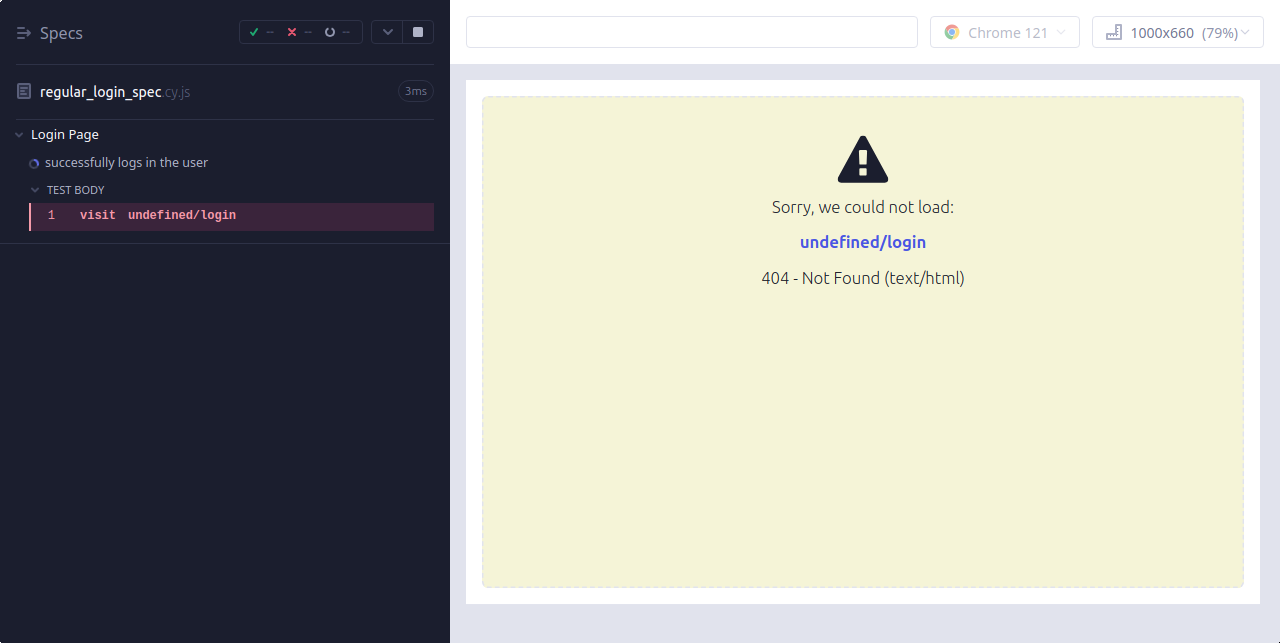 Specs
-- -- --
regular_login_spec.cy.js 3ms
Login Page
successfully logs in the user
TEST BODY
1 visit undefined/login
Chrome 121
1000x660 (79%)
Sorry, we could not load:
undefined/login
404 - Not Found (text/html)